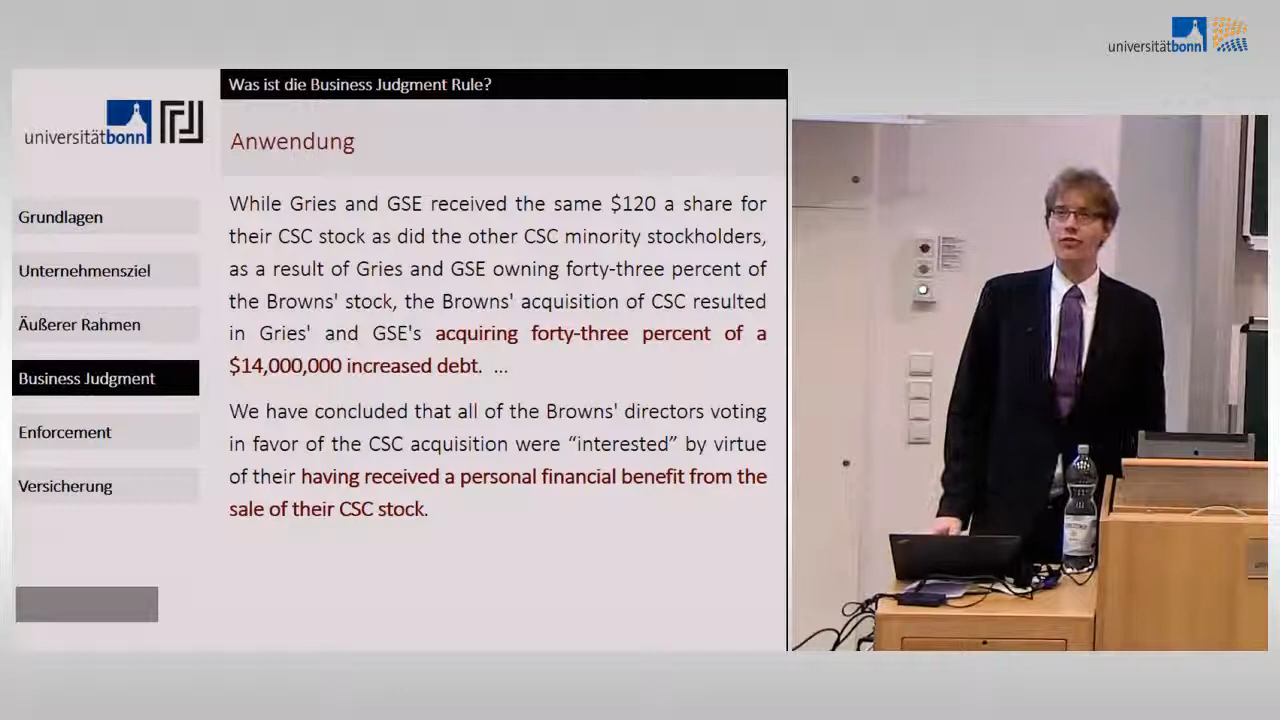 universitätbonn
Was ist die Business Judgment Rule?
universitätbonn
Anwendung
Grundlagen
Unternehmensziel
Äußerer Rahmen
Business Judgment
Enforcement
Versicherung
While Gries and GSE received the same $120 a share for
their CSC stock as did the other CSC minority stockholders,
as a result of Gries and GSE owning forty-three percent of
the Browns' stock, the Browns' acquisition of CSC resulted
in Gries' and GSE's acquiring forty-three percent of a
$14,000,000 increased debt. ...
We have concluded that all of the Browns' directors voting
in favor of the CSC acquisition were “interested” by virtue
of their having received a personal financial benefit from the
sale of their CSC stock.